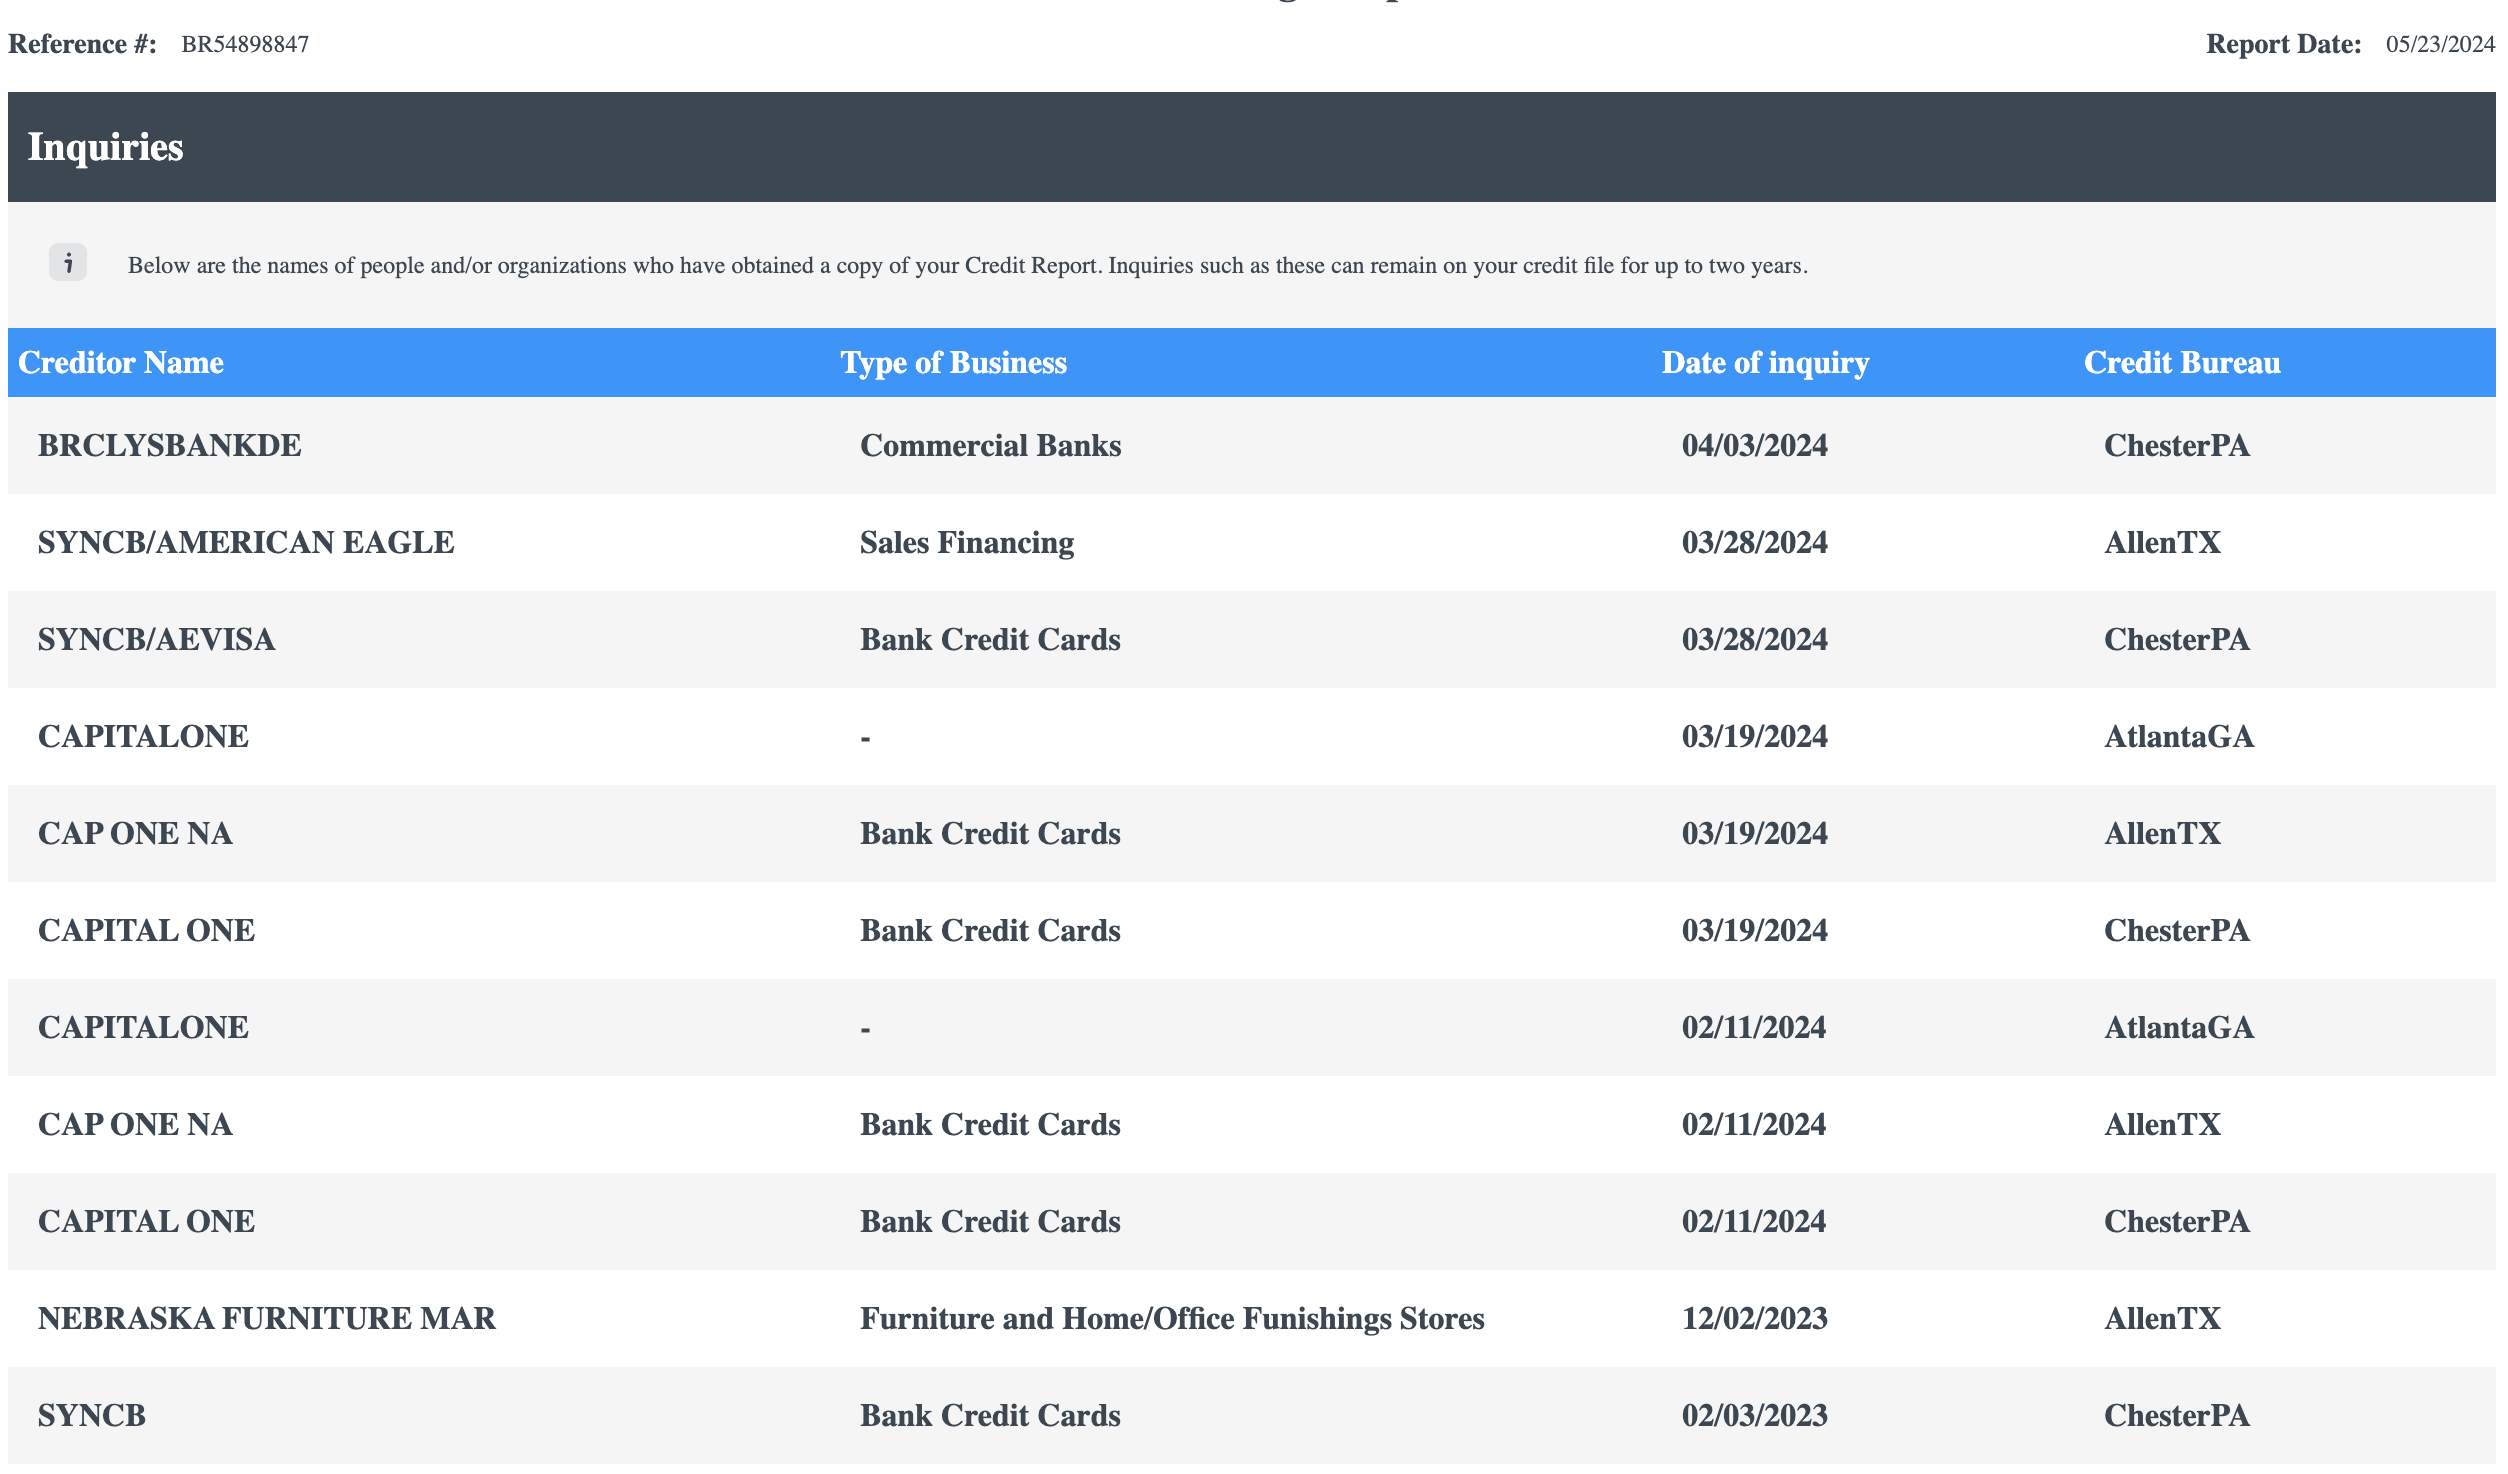 Reference #: BR54898847 Report Date: 05/23/2024
Inquiries
Below are the names of people and/or organizations who have obtained a copy of your Credit Report. Inquiries such as these can remain on your credit file for up to two years.
Creditor Name Type of Business Date of inquiry Credit Bureau
BRCLYSBANKDE Commercial Banks 04/03/2024 ChesterPA
SYNCB/AMERICAN EAGLE Sales Financing 03/28/2024 AllenTX
SYNCB/AEVISA Bank Credit Cards 03/28/2024 ChesterPA
CAPITALONE - 03/19/2024 AtlantaGA
CAP ONE NA Bank Credit Cards 03/19/2024 AllenTX
CAPITAL ONE Bank Credit Cards 03/19/2024 ChesterPA
CAPITALONE - 02/11/2024 AtlantaGA
CAP ONE NA Bank Credit Cards 02/11/2024 AllenTX
CAPITAL ONE Bank Credit Cards 02/11/2024 ChesterPA
NEBRASKA FURNITURE MAR Furniture and Home/Office Funishings Stores 12/02/2023 AllenTX
SYNCB Bank Credit Cards 02/03/2023 ChesterPA